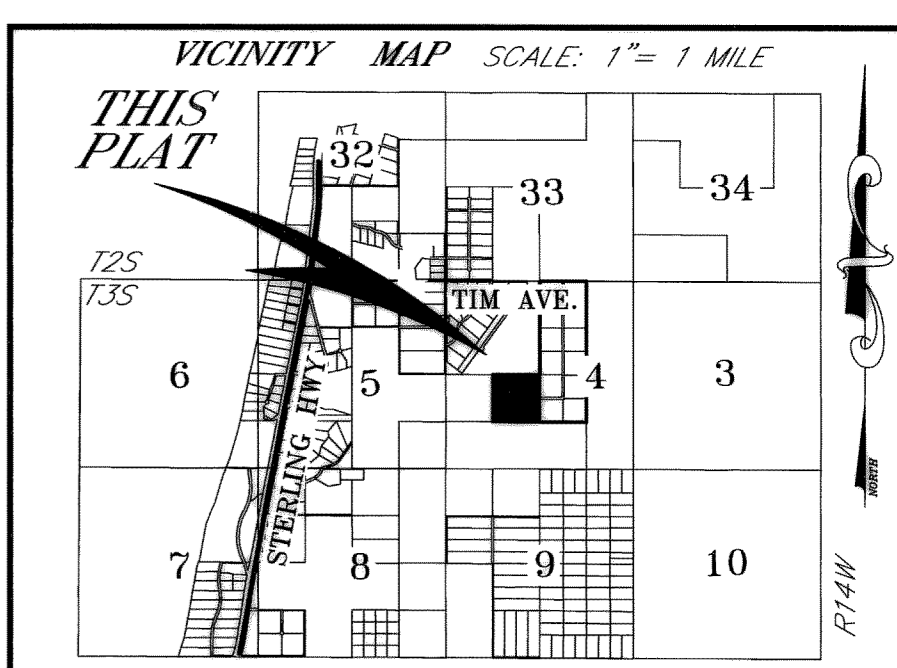 VICINITY MAP SCALE: 1"= 1 MILE
THIS
PLAT
32
33
34
T2S
T3S
TIM AVE.
6
5
4
3
STERLING HWY
7
8
9
10
NORTH
R14W